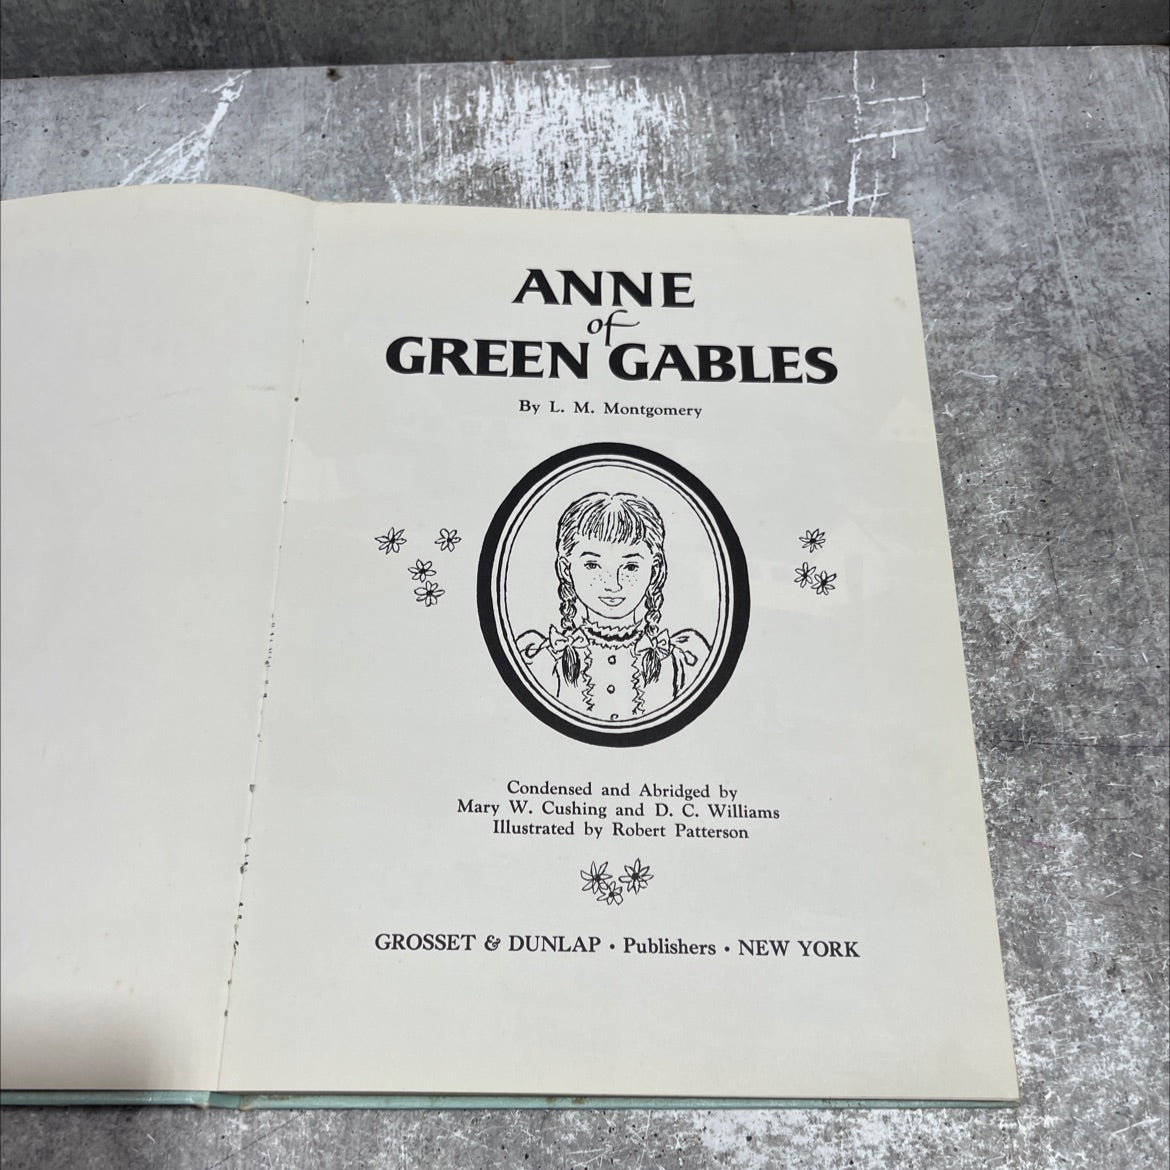 ANNE
of
GREEN GABLES
By L. M. Montgomery
Condensed and Abridged by
Mary W. Cushing and D. C. Williams
Illustrated by Robert Patterson
GROSSET & DUNLAP • Publishers • NEW YORK